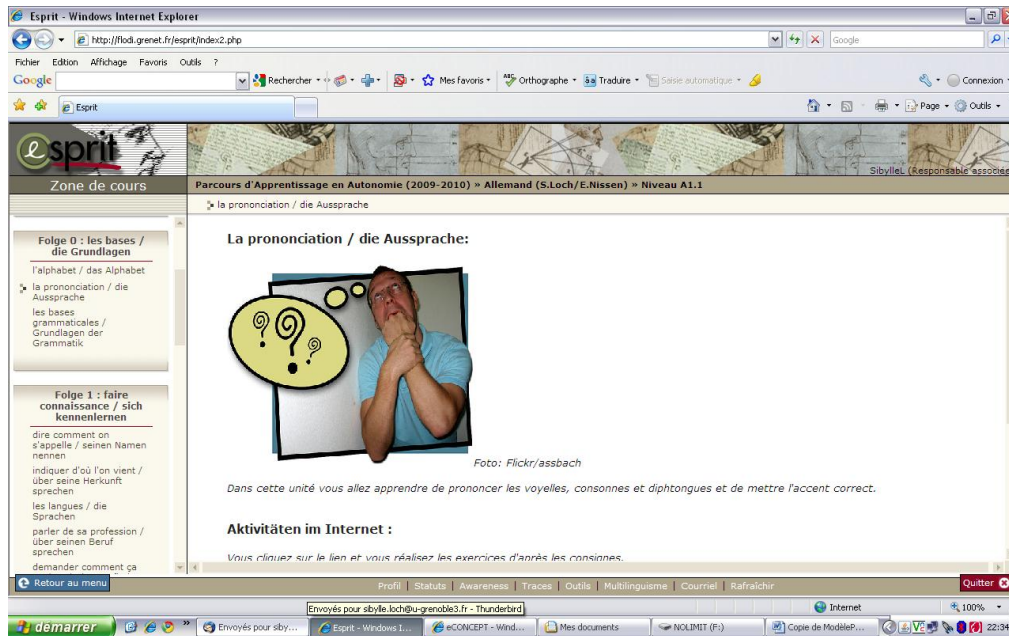 Esprit - Windows Internet Explorer
http://flodi.grenet.fr/esprit/index2.php
Google
Fichier Edition Affichage Favoris Outils ?
Google
Rechercher
Mes favoris
Orthographe
Traduire
Saisie automatique
Connexion
Esprit
Page
Outils
esprit
SibylleL (Responsable associée
Zone de cours
Parcours d'Apprentissage en Autonomie (2009-2010) » Allemand (S.Loch/E.Nissen) » Niveau A1.1
la prononciation / die Aussprache
Folge 0 : les bases /
die Grundlagen
l'alphabet / das Alphabet
la prononciation / die
Aussprache
les bases
grammaticales /
Grundlagen der
Grammatik
Folge 1 : faire
connaissance / sich
kennenlernen
dire comment on
s'appelle / seinen Namen
nennen
indiquer d'où l'on vient /
über seine Herkunft
sprechen
les langues / die
Sprachen
parler de sa profession /
über seinen Beruf
sprechen
demander comment ça
La prononciation / die Aussprache:
? ? ?
Foto: Flickr/assbach
Dans cette unité vous allez apprendre de prononcer les voyelles, consonnes et diphtongues et de mettre l'accent correct.
Aktivitäten im Internet :
Vous cliquez sur le lien et vous réalisez les exercices d'après les consignes.
Retour au menu
Profil | Statuts | Awareness | Traces | Outils | Multilinguisme | Courriel | Rafraîchir
Quitter
Envoyés pour sibylle.loch@u-grenoble3.fr - Thunderbird
Internet
100%
démarrer
Envoyés pour siby...
Esprit - Windows I...
eCONCEPT - Wind...
Mes documents
NOLIMIT (F:)
Copie de ModèleP...
22:34